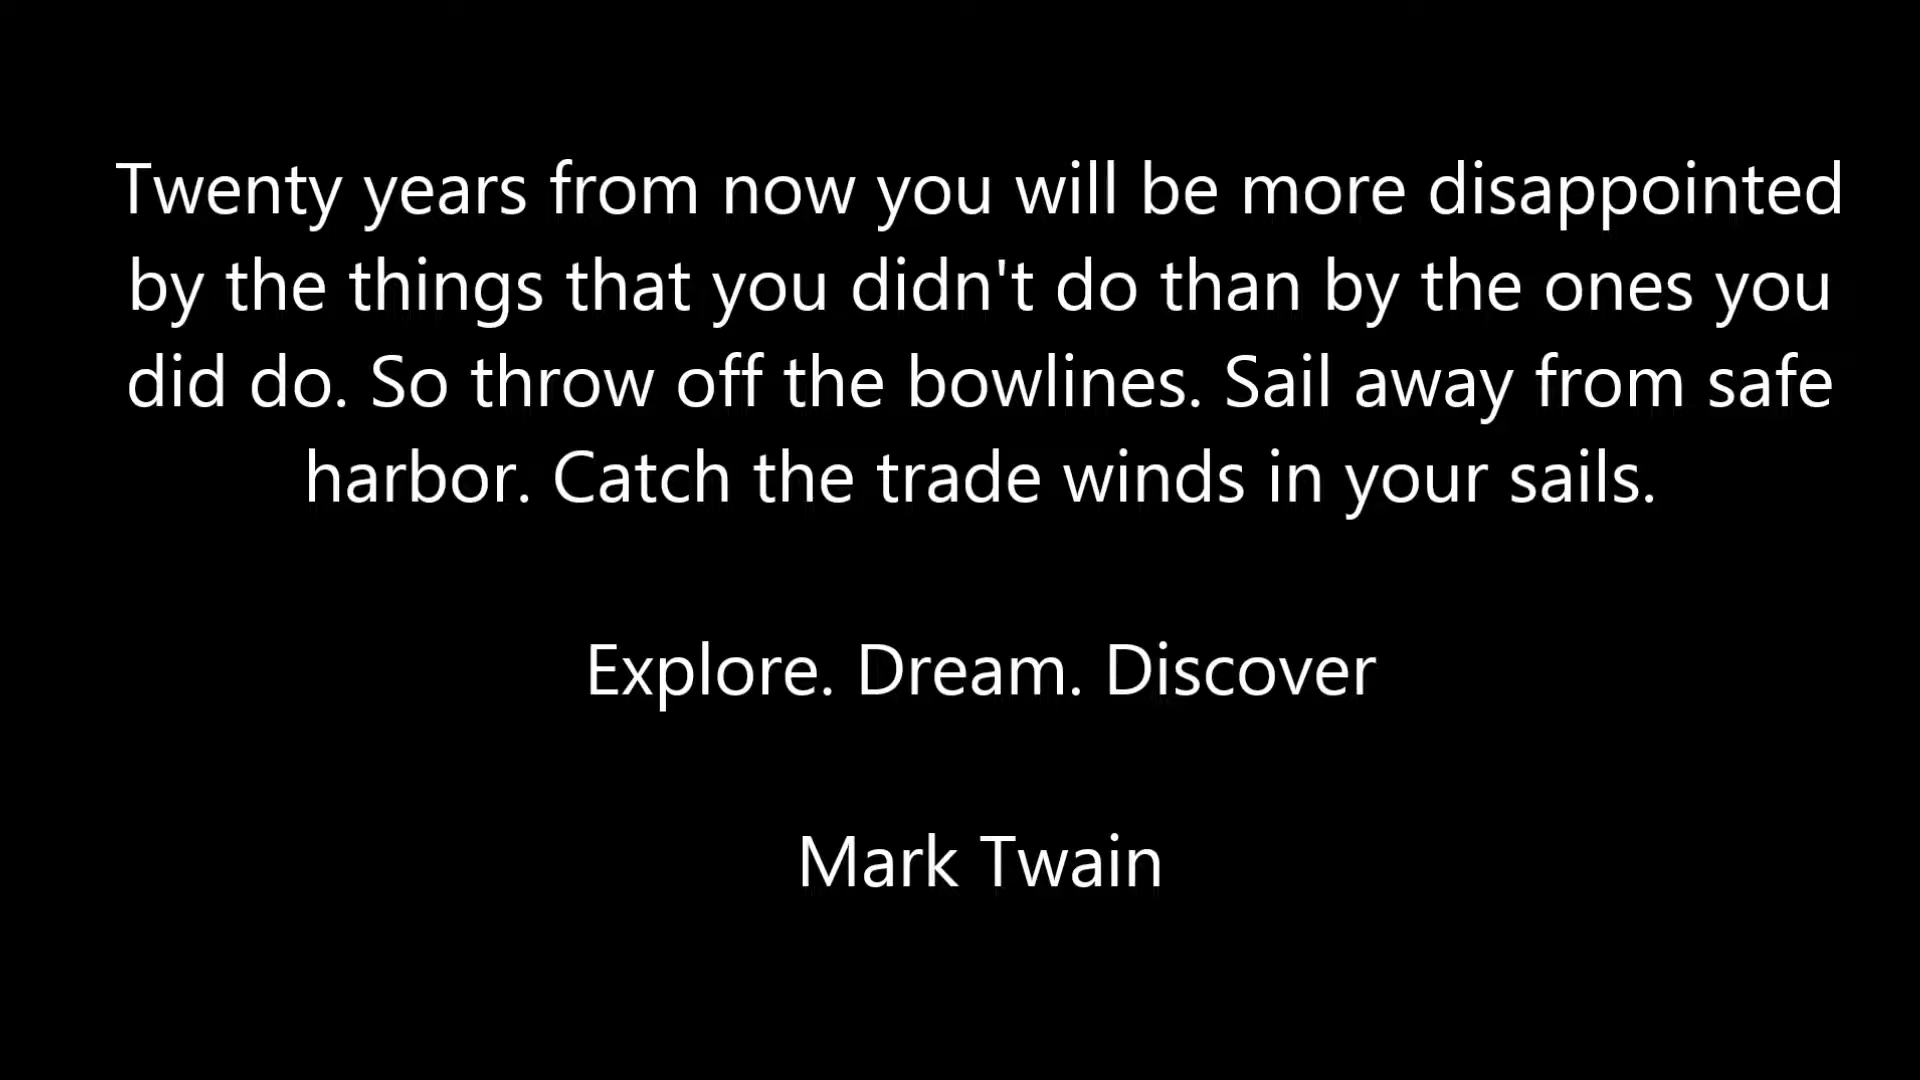 Twenty years from now you will be more disappointed
by the things that you didn't do than by the ones you
did do. So throw off the bowlines. Sail away from safe
harbor. Catch the trade winds in your sails.
Explore. Dream. Discover
Mark Twain